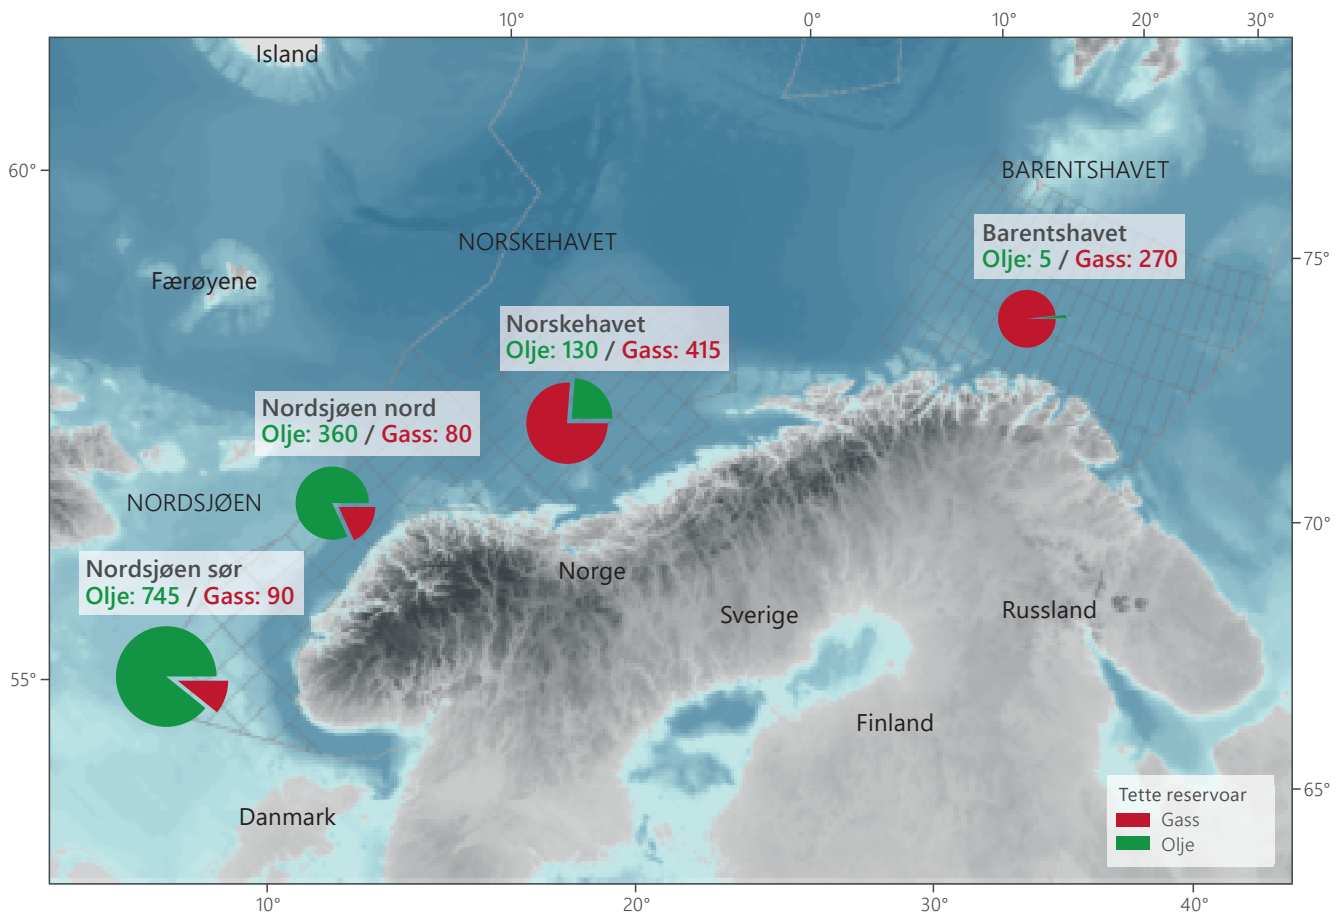 10° 0° 10° 20° 30°
Island
60°
BARENTSHAVET
Barentshavet
Olje: 5 / Gass: 270
NORSKEHAVET
75°
Færøyene
Norskehavet
Olje: 130 / Gass: 415
Nordsjøen nord
Olje: 360 / Gass: 80
NORDSJØEN
70°
Nordsjøen sør
Olje: 745 / Gass: 90
Norge
Sverige
Russland
55°
Finland
65°
Tette reservoar
Gass
Olje
Danmark
10° 20° 30° 40°